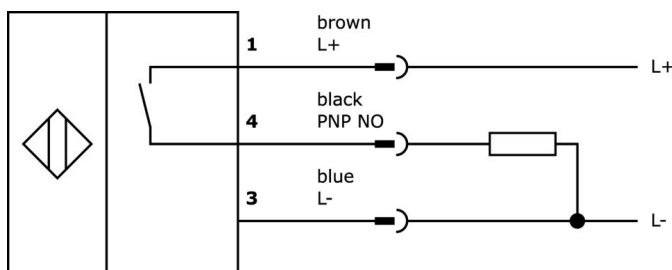 brown
1 L+ L+
black
4 PNP NO
blue
3 L- L-